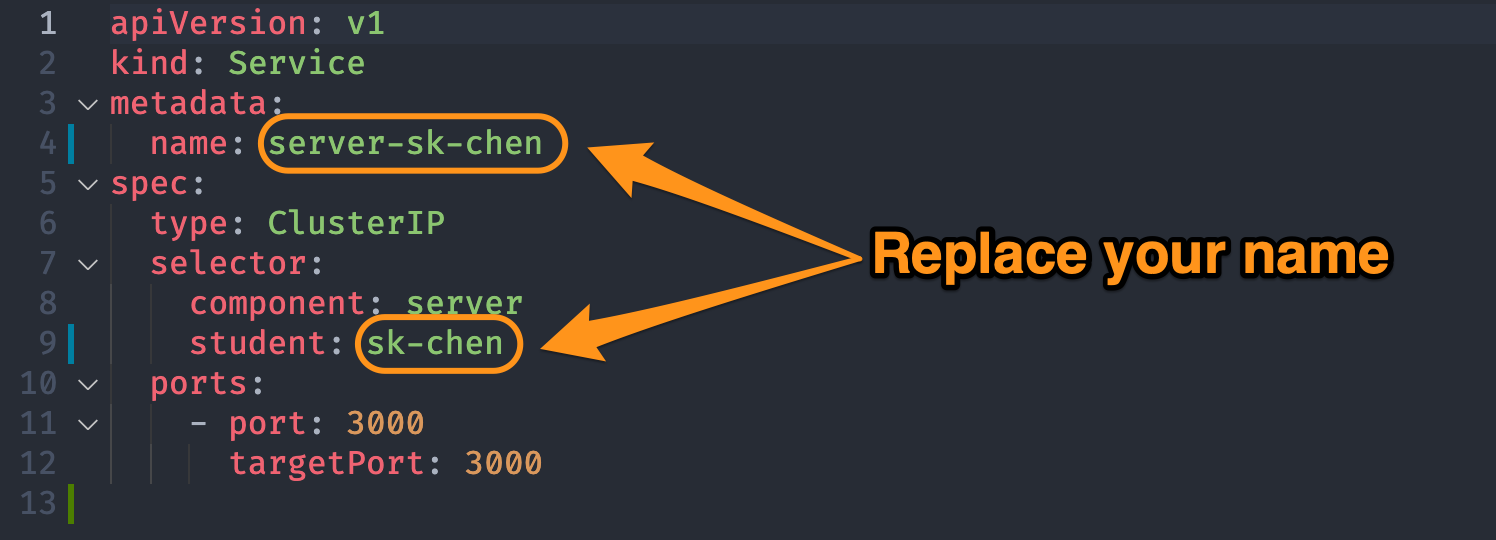 1 apiVersion: v1
2 kind: Service
3 metadata:
4 name: server-sk-chen
5 spec:
6 type: ClusterIP
7 selector:
8 component: server
9 student: sk-chen
10 ports:
11 - port: 3000
12 targetPort: 3000
13
Replace your name